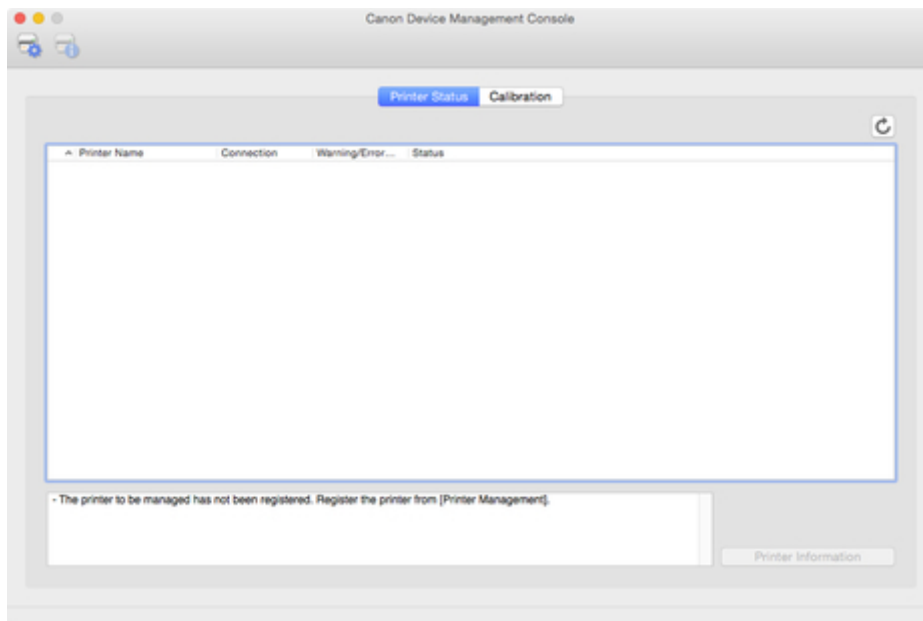 Canon Device Management Console
Printer Status Calibration
Printer Name Connection Warning/Error... Status
- The printer to be managed has not been registered. Register the printer from [Printer Management].
Printer Information